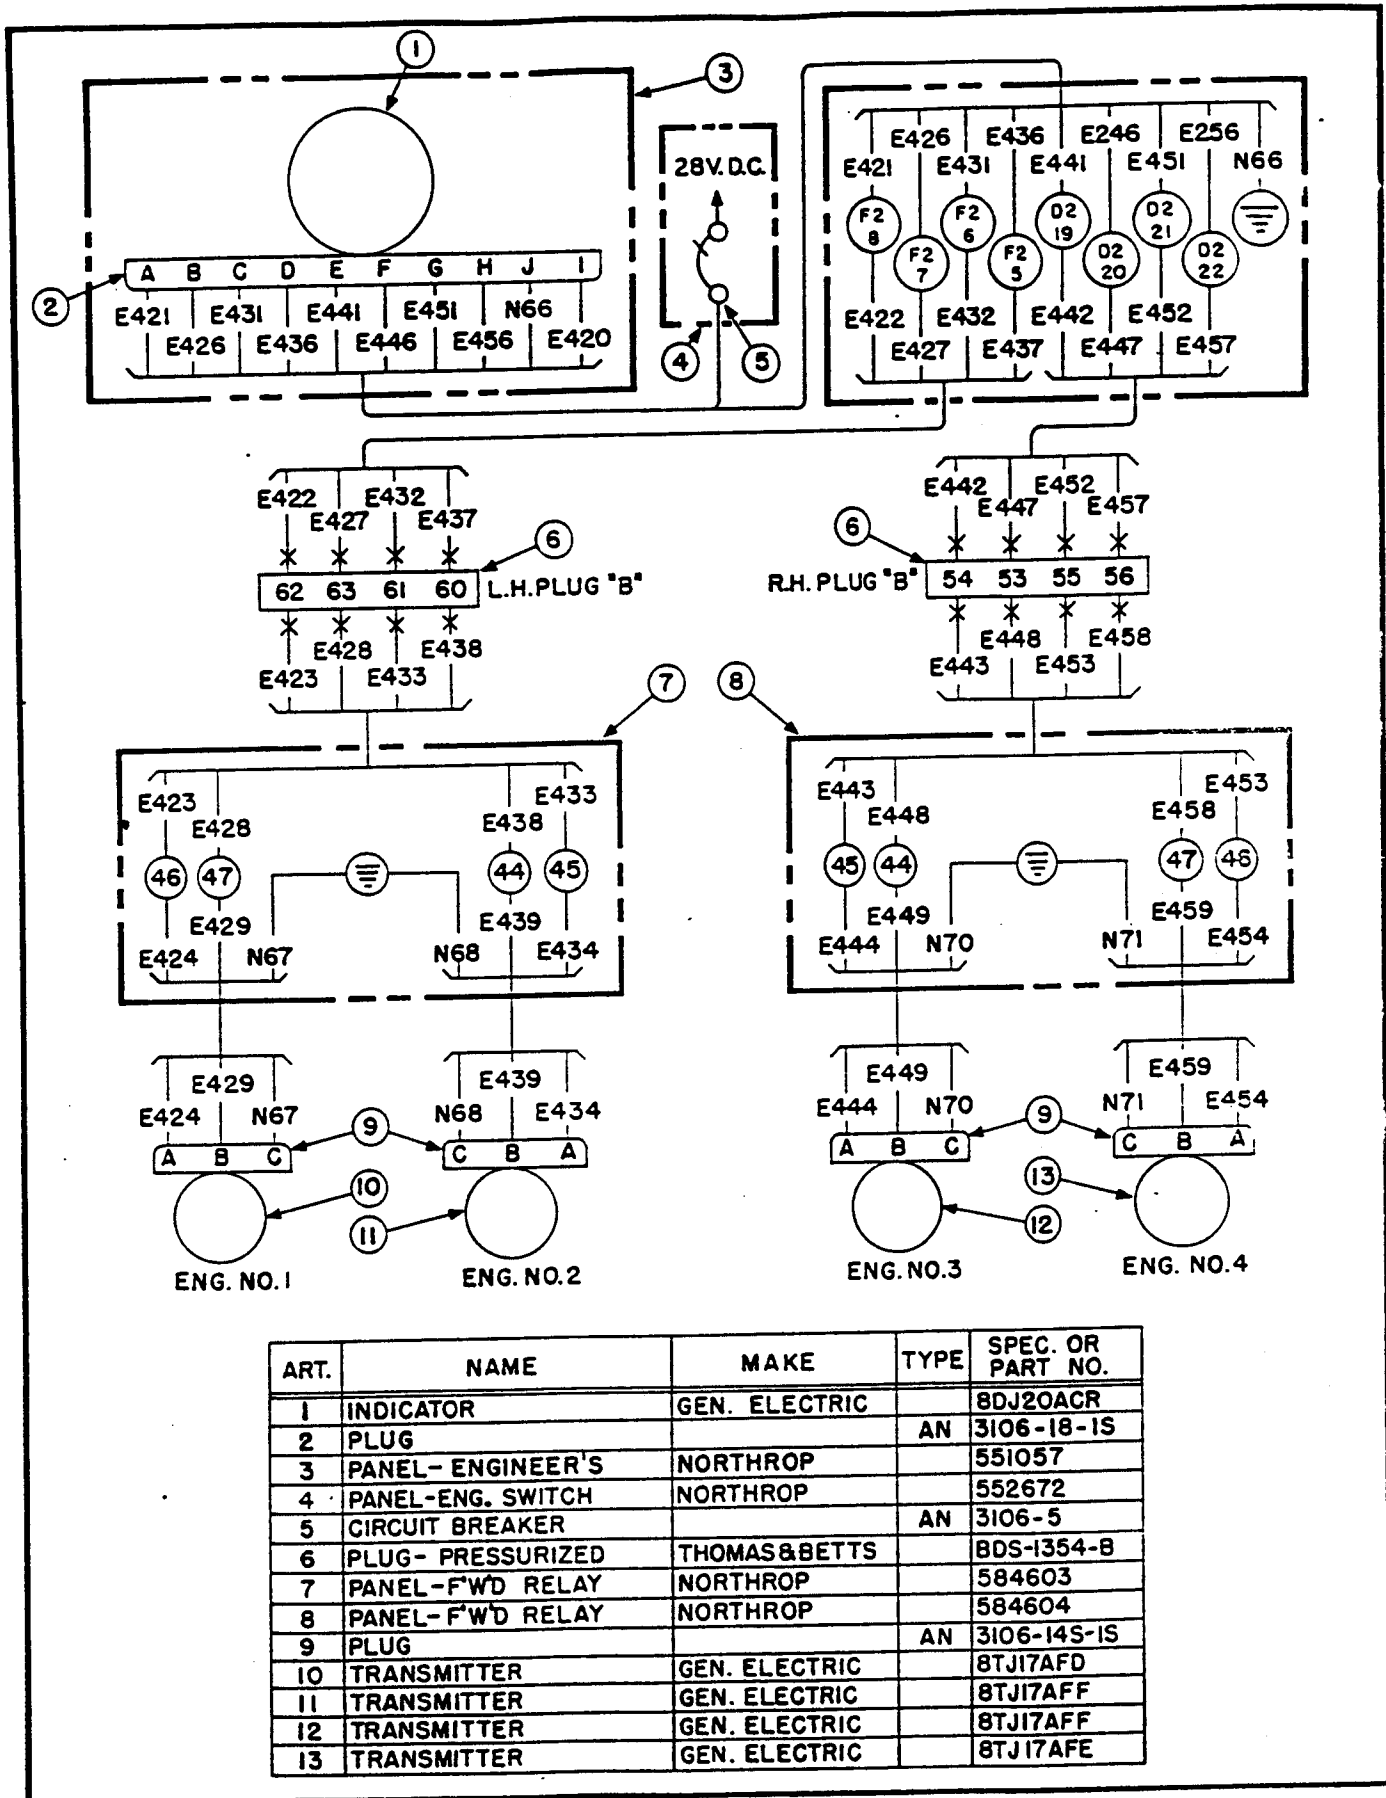 1
3
28V. D.C.
A B C D E F G H J I
2
E421 E431 E441 E451 N66
E426 E436 E446 E456 E420
4 5
E426 E436 E246 E256
E421 E431 E441 E451 N66
F2 8 F2 6 D2 19 D2 21
F2 7 F2 5 D2 20 D2 22
E422 E432 E442 E452
E427 E437 E447 E457
E422 E432
E427 E437
6
62 63 61 60 L.H. PLUG "B"
E428 E438
E423 E433
E442 E452
E447 E457
6
R.H. PLUG "B" 54 53 55 56
E448 E458
E443 E453
7 8
E423 E433
E428 E438
46 47 44 45
E429 E439
E424 N67 N68 E434
E443 E453
E448 E458
45 44 47 46
E449 E459
E444 N70 N71 E454
E429 E439
E424 N67 N68 E434
9
A B C C B A
10
11
ENG. NO. 1 ENG. NO. 2
E449 E459
E444 N70 N71 E454
9
A B C C B A
13
12
ENG. NO. 3 ENG. NO. 4
ART. NAME MAKE TYPE SPEC. OR PART NO.
1 INDICATOR GEN. ELECTRIC 8DJ20ACR
2 PLUG AN 3106-18-1S
3 PANEL-ENGINEER'S NORTHROP 551057
4 PANEL-ENG. SWITCH NORTHROP 552672
5 CIRCUIT BREAKER AN 3106-5
6 PLUG-PRESSURIZED THOMAS&BETTS BDS-1354-B
7 PANEL-F'W'D RELAY NORTHROP 584603
8 PANEL-F'W'D RELAY NORTHROP 584604
9 PLUG AN 3106-14S-1S
10 TRANSMITTER GEN. ELECTRIC 8TJ17AFD
11 TRANSMITTER GEN. ELECTRIC 8TJ17AFF
12 TRANSMITTER GEN. ELECTRIC 8TJ17AFF
13 TRANSMITTER GEN. ELECTRIC 8TJ17AFE